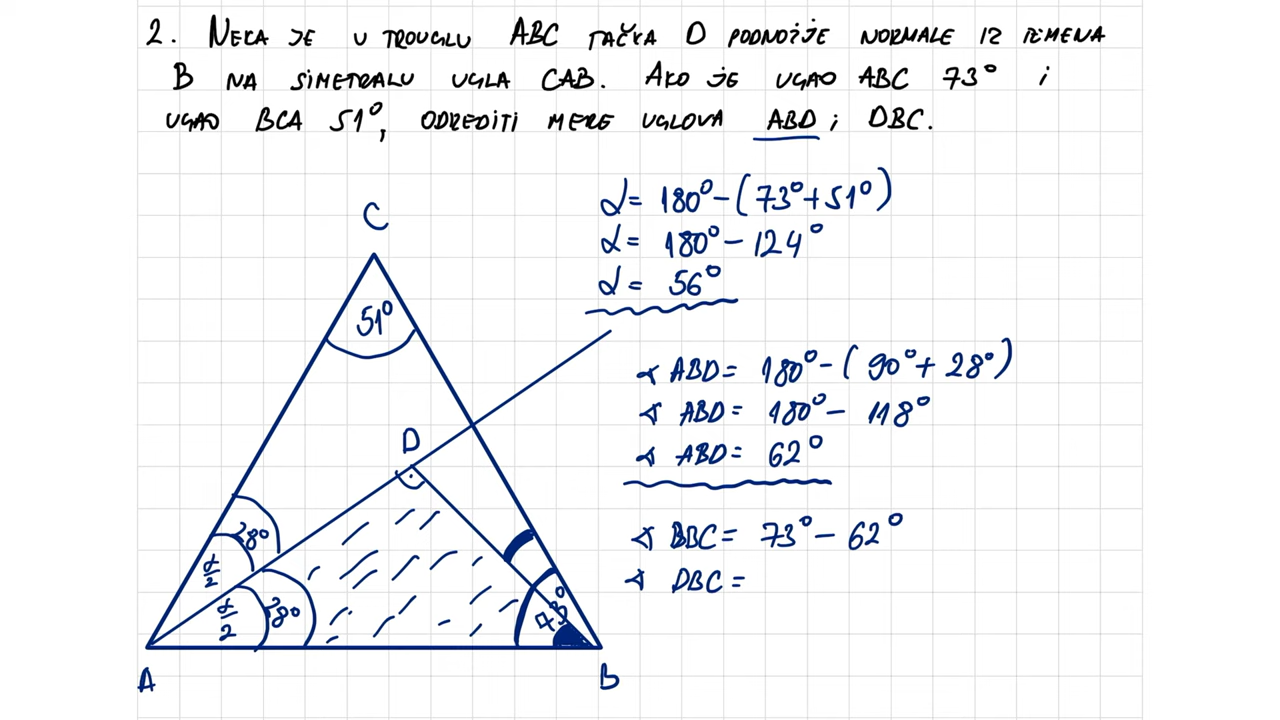 2. NEKA JE U TROUGLU ABC TAČKA D PODNOŽJE NORMALE IZ TEMENA
B NA SIMETRALU UGLA CAB. AKO JE UGAO ABC 73° i
UGAO BCA 51°, ODREDITI MERE UGLOVA ABD i DBC.
α = 180° - (73° + 51°)
α = 180° - 124°
α = 56°
∢ ABD = 180° - (90° + 28°)
∢ ABD = 180° - 118°
∢ ABD = 62°
∢ BBC = 73° - 62°
∢ DBC =
C
51°
D
28°
α/2
α/2
28°
73°
A
B